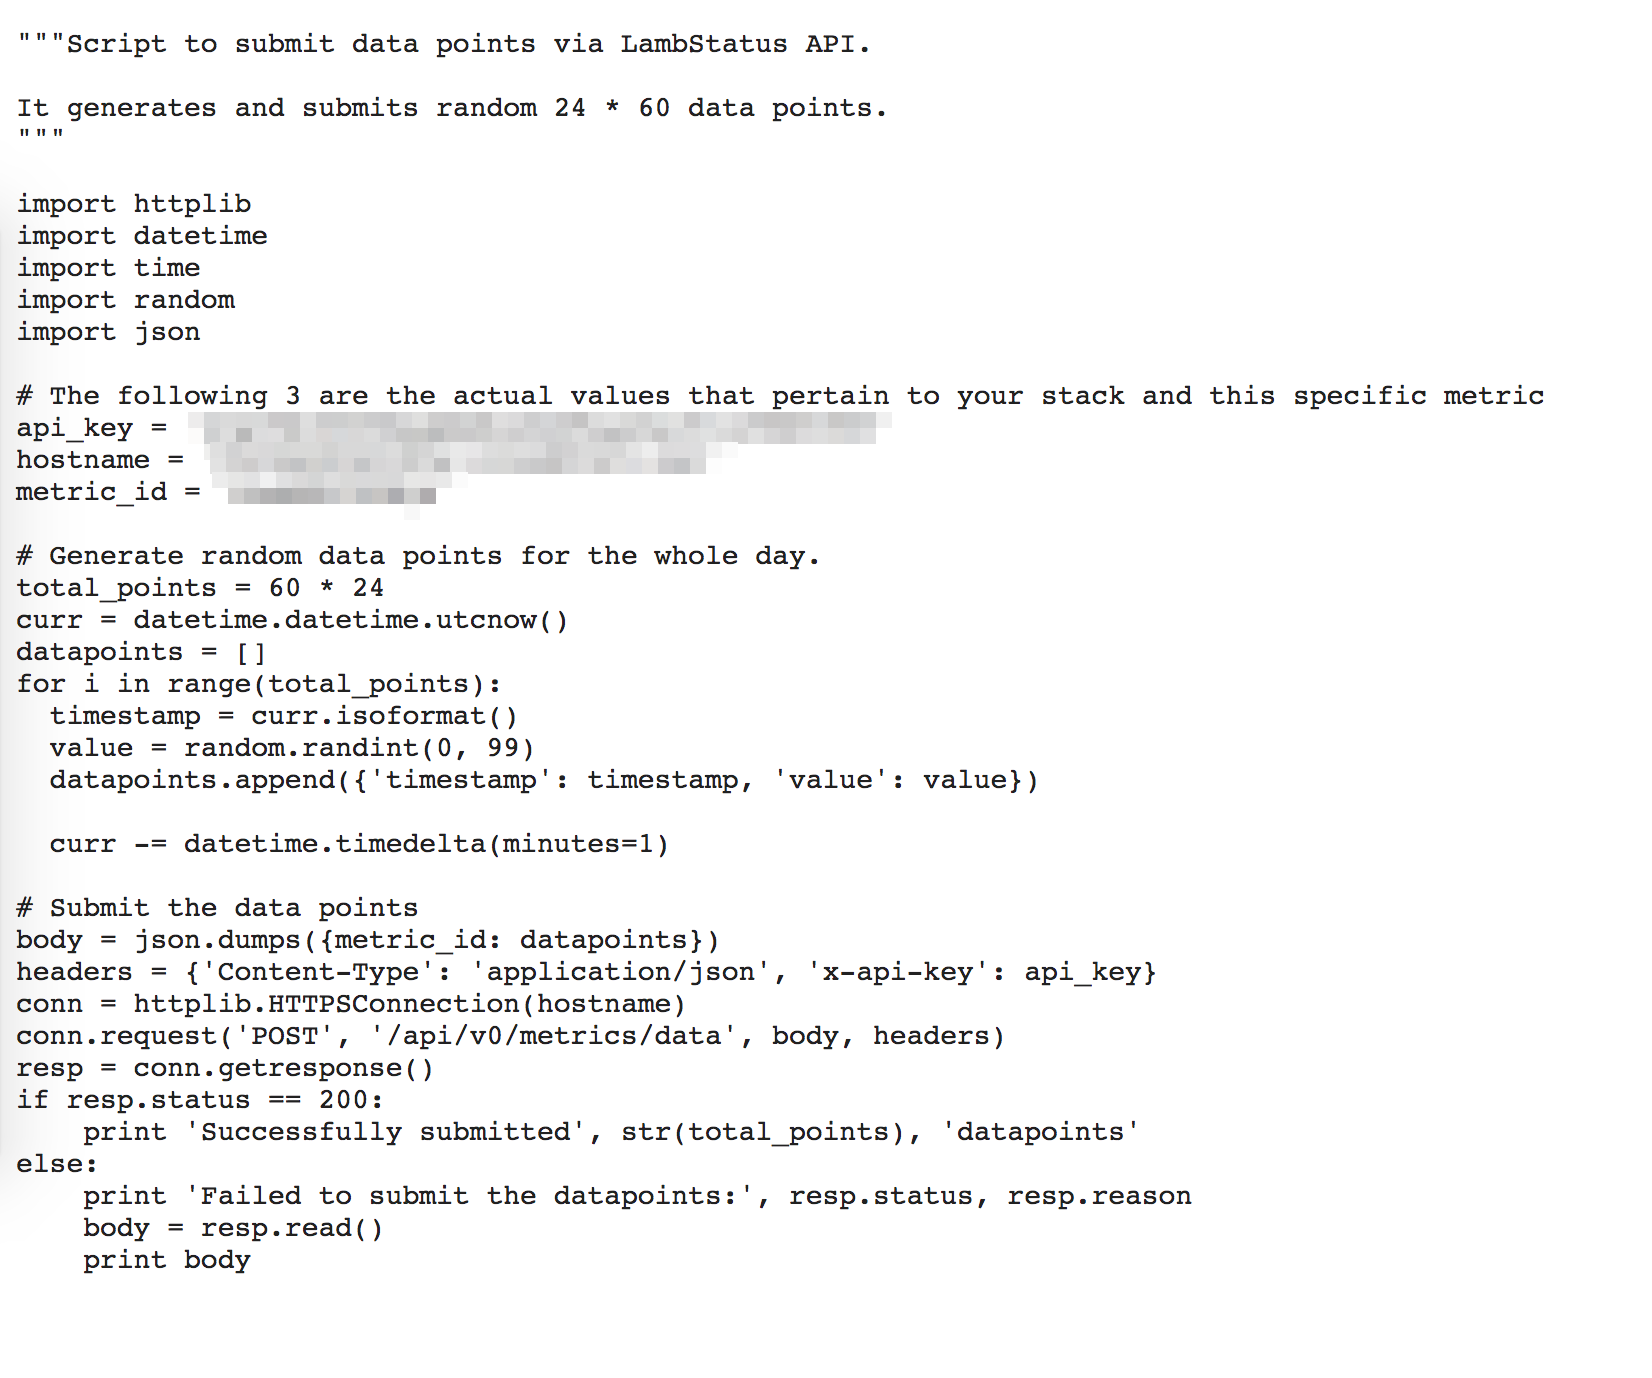 """Script to submit data points via LambStatus API.

It generates and submits random 24 * 60 data points.
"""

import httplib
import datetime
import time
import random
import json

# The following 3 are the actual values that pertain to your stack and this specific metric
api_key =
hostname =
metric_id =

# Generate random data points for the whole day.
total_points = 60 * 24
curr = datetime.datetime.utcnow()
datapoints = []
for i in range(total_points):
  timestamp = curr.isoformat()
  value = random.randint(0, 99)
  datapoints.append({'timestamp': timestamp, 'value': value})

  curr -= datetime.timedelta(minutes=1)

# Submit the data points
body = json.dumps({metric_id: datapoints})
headers = {'Content-Type': 'application/json', 'x-api-key': api_key}
conn = httplib.HTTPSConnection(hostname)
conn.request('POST', '/api/v0/metrics/data', body, headers)
resp = conn.getresponse()
if resp.status == 200:
    print 'Successfully submitted', str(total_points), 'datapoints'
else:
    print 'Failed to submit the datapoints:', resp.status, resp.reason
    body = resp.read()
    print body